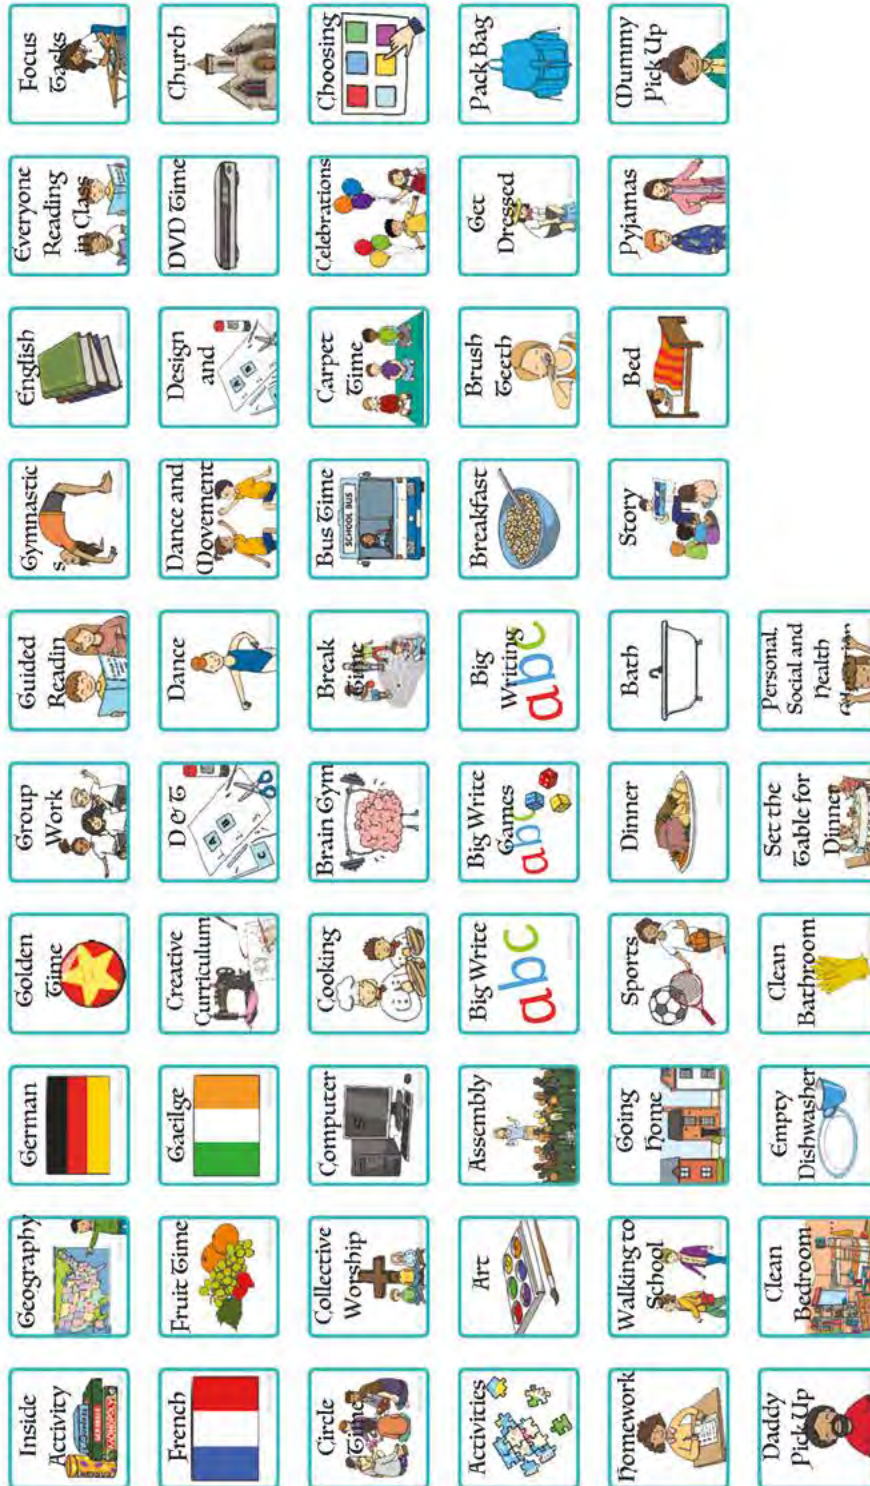 Focus
Tasks
Church
Choosing
Pack Bag
Mummy
Pick Up
Everyone
Reading
in Class
DVD Time
Celebrations
Get
Dressed
Pyjamas
English
Design
and
Carpet
Time
Brush
Teeth
Bed
Gymnastic
s
Dance and
Movement
Bus Time
SCHOOL BUS
Breakfast
Story
Guided
Readin
Dance
Break
Time
Big
Writing
abc
Bath
Personal,
Social and
Health
Group
Work
D & T
A
B
C
Brain Gym
Big Write
Games
abc
Dinner
Set the
Table for
Dinner
Golden
Time
Creative
Curriculum
Cooking
Big Write
abc
Sports
Clean
Bathroom
German
Gaeilge
Computer
Assembly
Going
Home
Empty
Dishwasher
Geography
Fruit Time
Collective
Worship
Art
Walking to
School
Clean
Bedroom
Inside
Activity
MONOPOLY
French
Circle
Time
Activities
Homework
Daddy
Pick Up